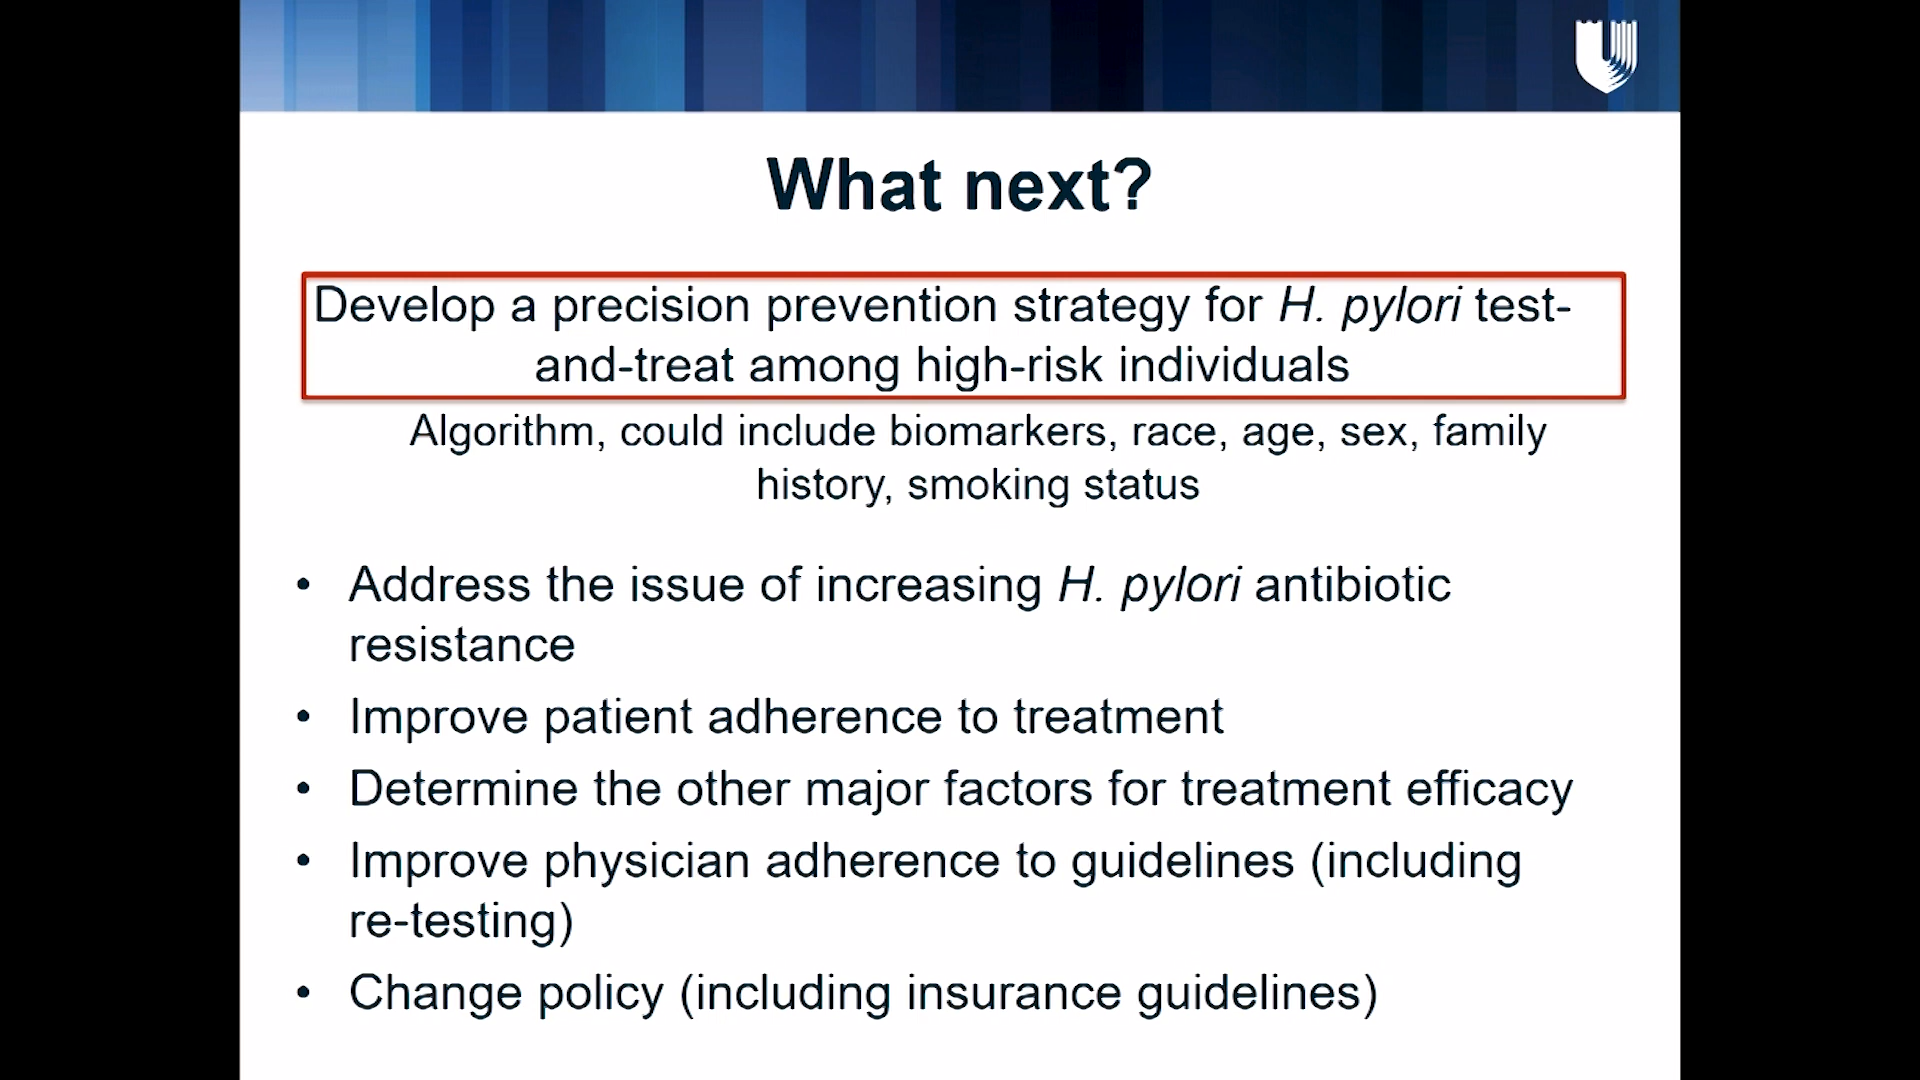 What next?
Develop a precision prevention strategy for H. pylori test-
and-treat among high-risk individuals
Algorithm, could include biomarkers, race, age, sex, family
history, smoking status
• Address the issue of increasing H. pylori antibiotic
resistance
• Improve patient adherence to treatment
• Determine the other major factors for treatment efficacy
• Improve physician adherence to guidelines (including
re-testing)
• Change policy (including insurance guidelines)